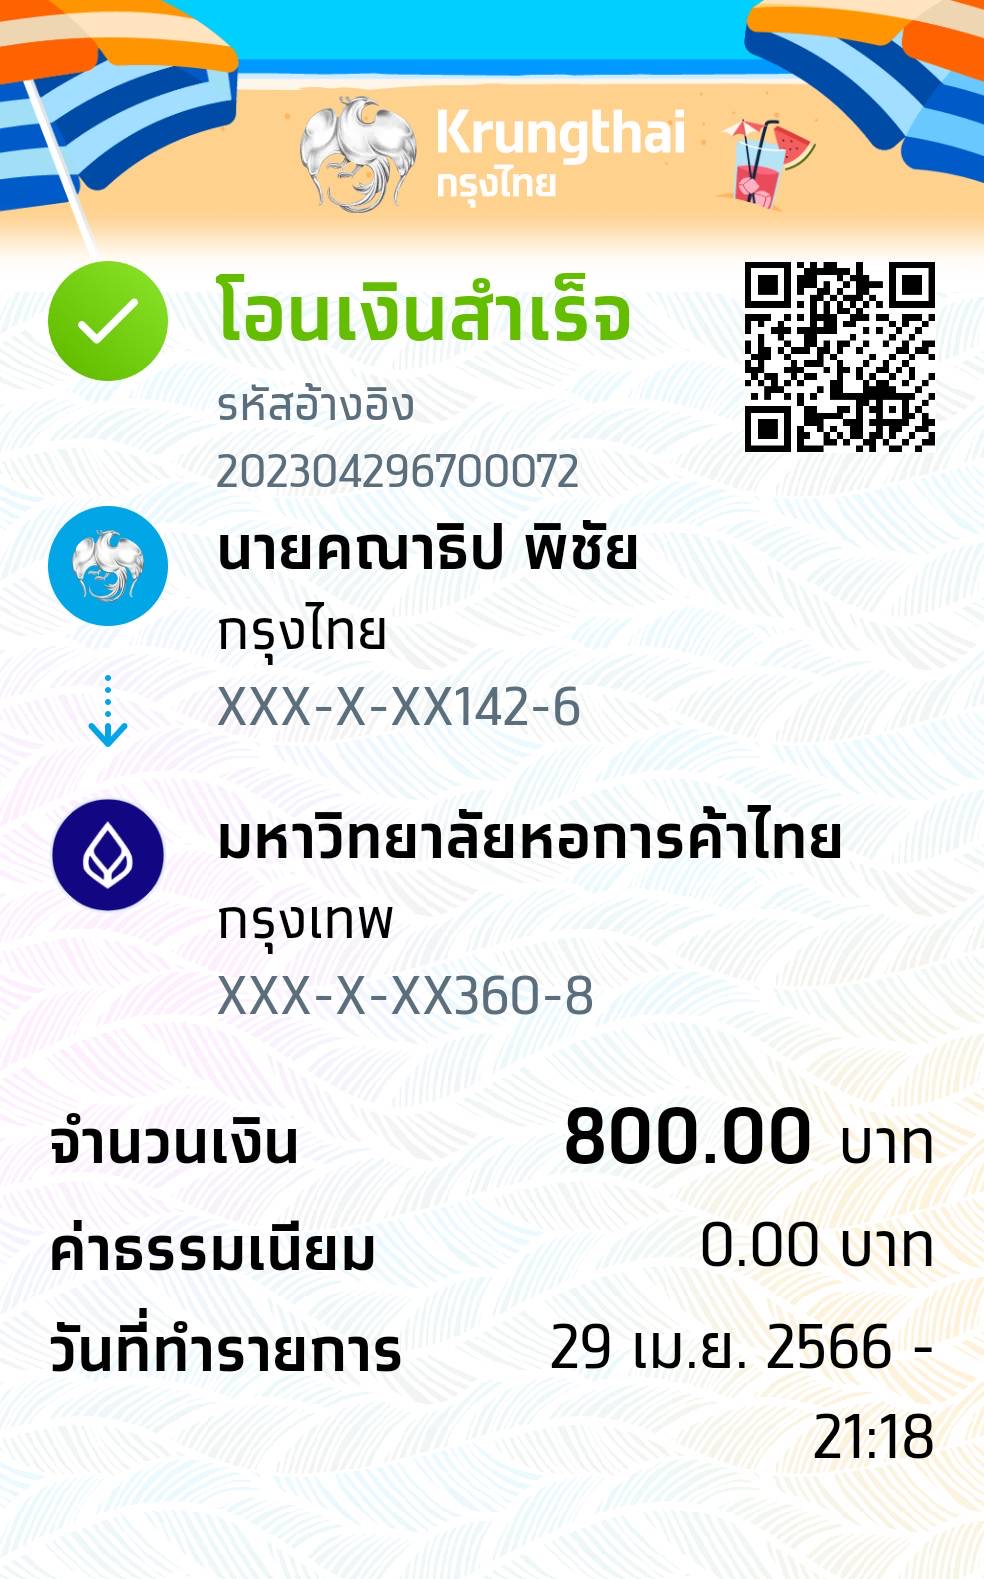 Krungthai
กรุงไทย
โอนเงินสำเร็จ
รหัสอ้างอิง
202304296700072
นายคณาธิป พิชัย
กรุงไทย
XXX-X-XX142-6
มหาวิทยาลัยหอการค้าไทย
กรุงเทพ
XXX-X-XX360-8
จำนวนเงิน 800.00 บาท
ค่าธรรมเนียม 0.00 บาท
วันที่ทำรายการ 29 เม.ย. 2566 -
21:18